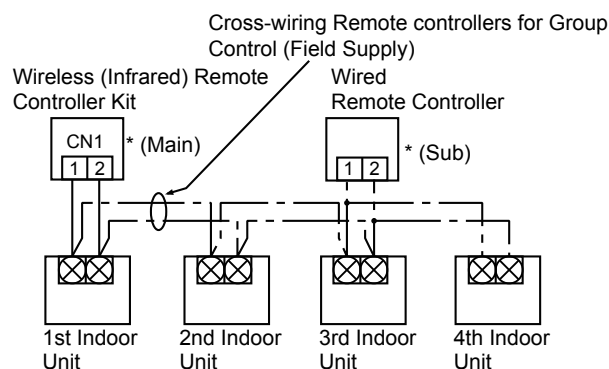 Cross-wiring Remote controllers for Group
Control (Field Supply)
Wireless (Infrared) Remote
Controller Kit
Wired
Remote Controller
CN1
* (Main)
1 2
* (Sub)
1 2
1st Indoor
Unit
2nd Indoor
Unit
3rd Indoor
Unit
4th Indoor
Unit